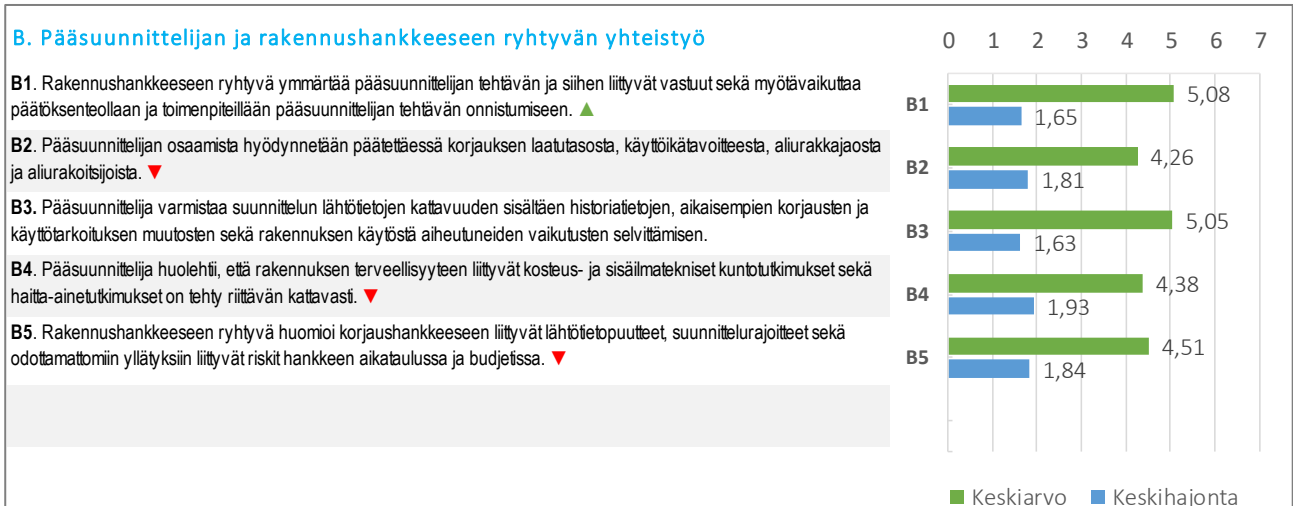 B. Pääsuunnittelijan ja rakennushankkeeseen ryhtyvän yhteistyö
B1. Rakennushankkeeseen ryhtyvä ymmärtää pääsuunnittelijan tehtävän ja siihen liittyvät vastuut sekä myötävaikuttaa
päätöksenteollaan ja toimenpiteillään pääsuunnittelijan tehtävän onnistumiseen. ▲
B2. Pääsuunnittelijan osaamista hyödynnetään päätettäessä korjauksen laatutasosta, käyttöikätavoitteesta, aliurakkajaosta
ja aliurakoitsijoista. ▼
B3. Pääsuunnittelija varmistaa suunnittelun lähtötietojen kattavuuden sisältäen historiatietojen, aikaisempien korjausten ja
käyttötarkoituksen muutosten sekä rakennuksen käytöstä aiheutuneiden vaikutusten selvittämisen.
B4. Pääsuunnittelija huolehtii, että rakennuksen terveellisyyteen liittyvät kosteus- ja sisäilmatekniset kuntotutkimukset sekä
haitta-ainetutkimukset on tehty riittävän kattavasti. ▼
B5. Rakennushankkeeseen ryhtyvä huomioi korjaushankkeeseen liittyvät lähtötietopuutteet, suunnittelurajoitteet sekä
odottamattomiin yllätyksiin liittyvät riskit hankkeen aikataulussa ja budjetissa. ▼
0 1 2 3 4 5 6 7
B1 5,08
1,65
B2 4,26
1,81
B3 5,05
1,63
B4 4,38
1,93
B5 4,51
1,84
Keskiarvo Keskihajonta